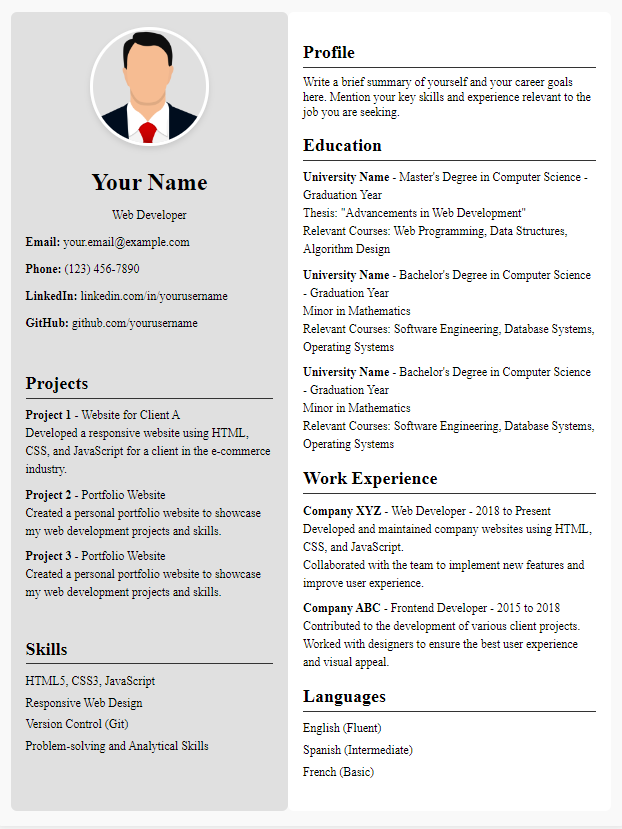 Your Name
Web Developer
Email: your.email@example.com
Phone: (123) 456-7890
LinkedIn: linkedin.com/in/yourusername
GitHub: github.com/yourusername
Projects
Project 1 - Website for Client A
Developed a responsive website using HTML,
CSS, and JavaScript for a client in the e-commerce
industry.
Project 2 - Portfolio Website
Created a personal portfolio website to showcase
my web development projects and skills.
Project 3 - Portfolio Website
Created a personal portfolio website to showcase
my web development projects and skills.
Skills
HTML5, CSS3, JavaScript
Responsive Web Design
Version Control (Git)
Problem-solving and Analytical Skills
Profile
Write a brief summary of yourself and your career goals
here. Mention your key skills and experience relevant to the
job you are seeking.
Education
University Name - Master's Degree in Computer Science -
Graduation Year
Thesis: "Advancements in Web Development"
Relevant Courses: Web Programming, Data Structures,
Algorithm Design
University Name - Bachelor's Degree in Computer Science
- Graduation Year
Minor in Mathematics
Relevant Courses: Software Engineering, Database Systems,
Operating Systems
University Name - Bachelor's Degree in Computer Science
- Graduation Year
Minor in Mathematics
Relevant Courses: Software Engineering, Database Systems,
Operating Systems
Work Experience
Company XYZ - Web Developer - 2018 to Present
Developed and maintained company websites using HTML,
CSS, and JavaScript.
Collaborated with the team to implement new features and
improve user experience.
Company ABC - Frontend Developer - 2015 to 2018
Contributed to the development of various client projects.
Worked with designers to ensure the best user experience
and visual appeal.
Languages
English (Fluent)
Spanish (Intermediate)
French (Basic)